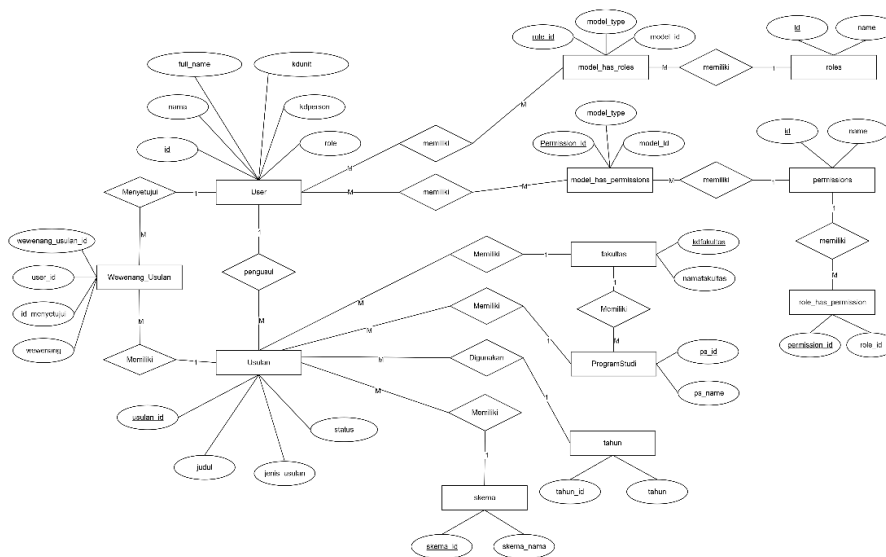 model_type
role_id
model_id
id
name
model_has_roles
M
memiliki
1
roles
full_name
kdunit
nama
kdperson
id
role
M
memiliki
M
model_type
Permission_id
model_id
id
name
Menyetujui
1
User
M
memiliki
M
model_has_permissions
M
memiliki
1
permissions
M
1
1
wewenang_usulan_id
user_id
id_menyetujui
wewenang
Wewenang_Usulan
pengusul
M
Memiliki
1
fakultas
kdfakultas
namafakultas
memiliki
M
role_has_permission
permission_id
role_id
1
Memiliki
M
M
Memiliki
1
ProgramStudi
ps_id
ps_name
M
M
Memiliki
1
Usulan
M
Digunakan
1
M
Memiliki
1
usulan_id
judul
jenis_usulan
status
tahun
tahun_id
tahun
skema
skema_id
skema_nama